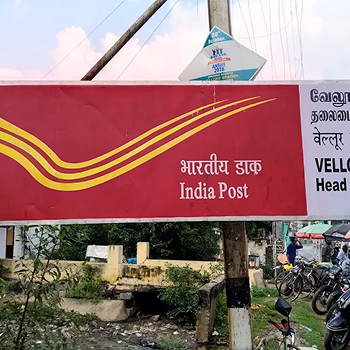 भारतीय डाक
India Post
வேலூ
தலைமை
वेल्लूर
VELLO
Head